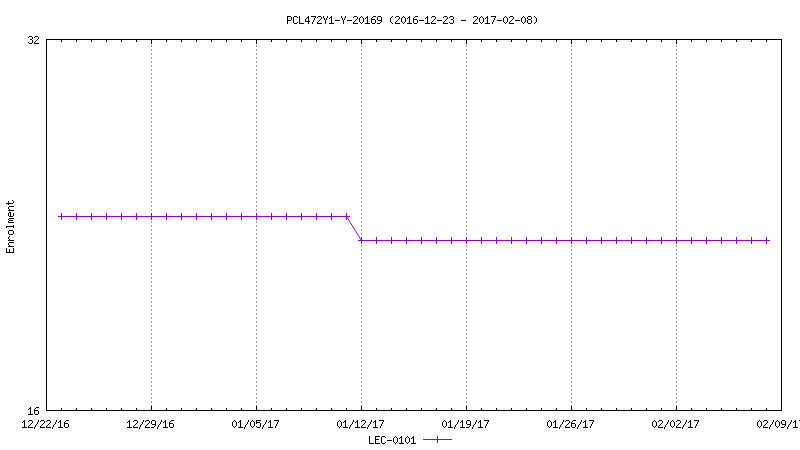 PCL472Y1-Y-20169 (2016-12-23 - 2017-02-08)
32
Enrolment
16
12/22/16 12/29/16 01/05/17 01/12/17 01/19/17 01/26/17 02/02/17 02/09/1
LEC-0101